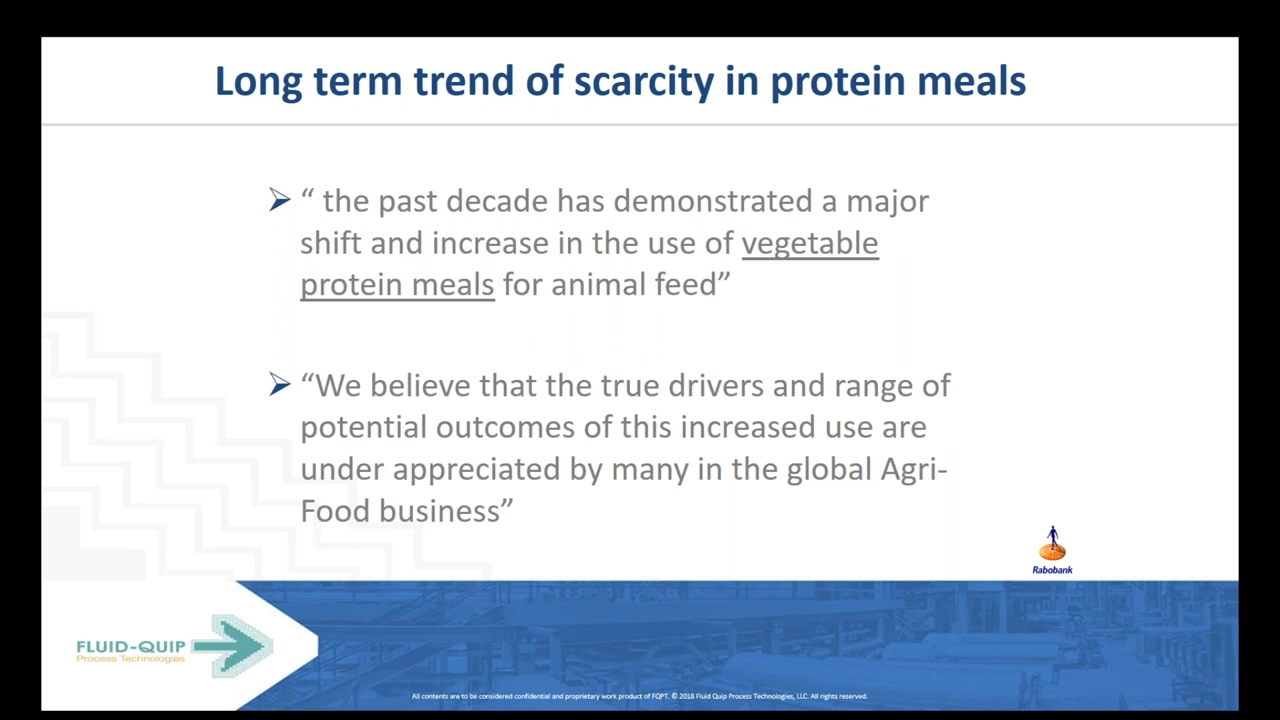 Long term trend of scarcity in protein meals
“ the past decade has demonstrated a major
shift and increase in the use of vegetable
protein meals for animal feed”
“We believe that the true drivers and range of
potential outcomes of this increased use are
under appreciated by many in the global Agri-
Food business”
Rabobank
FLUID-QUIP
Process Technologies
All contents are to be considered confidential and proprietary work product of FQPT. © 2018 Fluid Quip Process Technologies, LLC. All rights reserved.